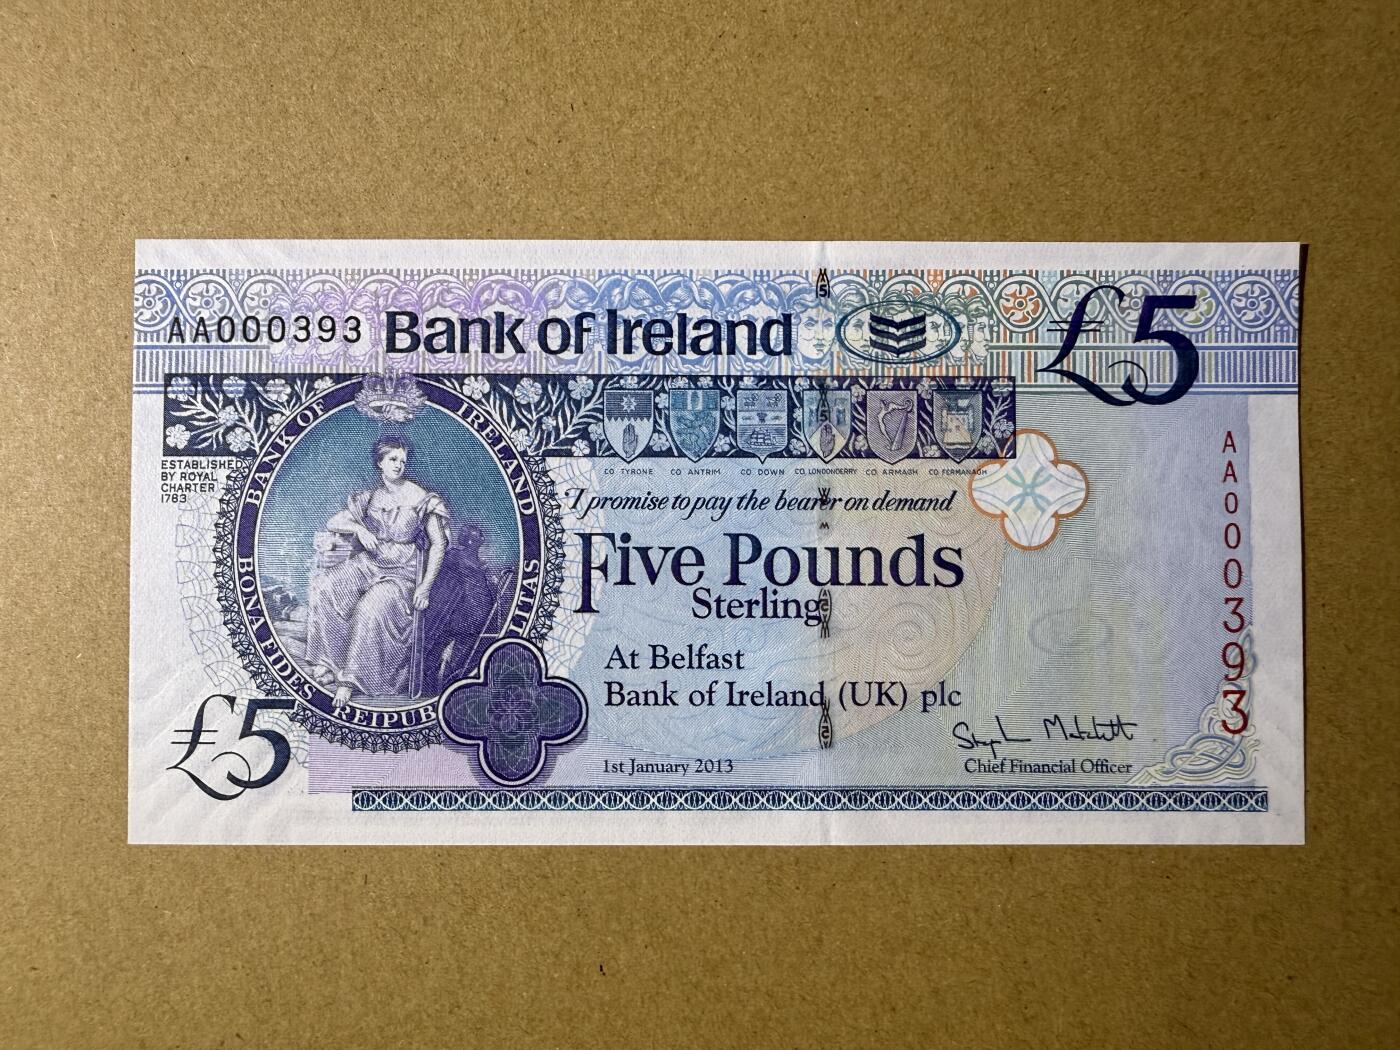 AA000393 Bank of Ireland £5
ESTABLISHED
BY ROYAL
CHARTER
1783
BANK OF IRELAND
BONA FIDES REIPUB LITAS
CO TYRONE CO ANTRIM CO DOWN CO LONDONDERRY CO ARMAGH CO FERMANAGH
I promise to pay the bearer on demand
Five Pounds
Sterling
At Belfast
Bank of Ireland (UK) plc
£5
1st January 2013
Chief Financial Officer
AA000393